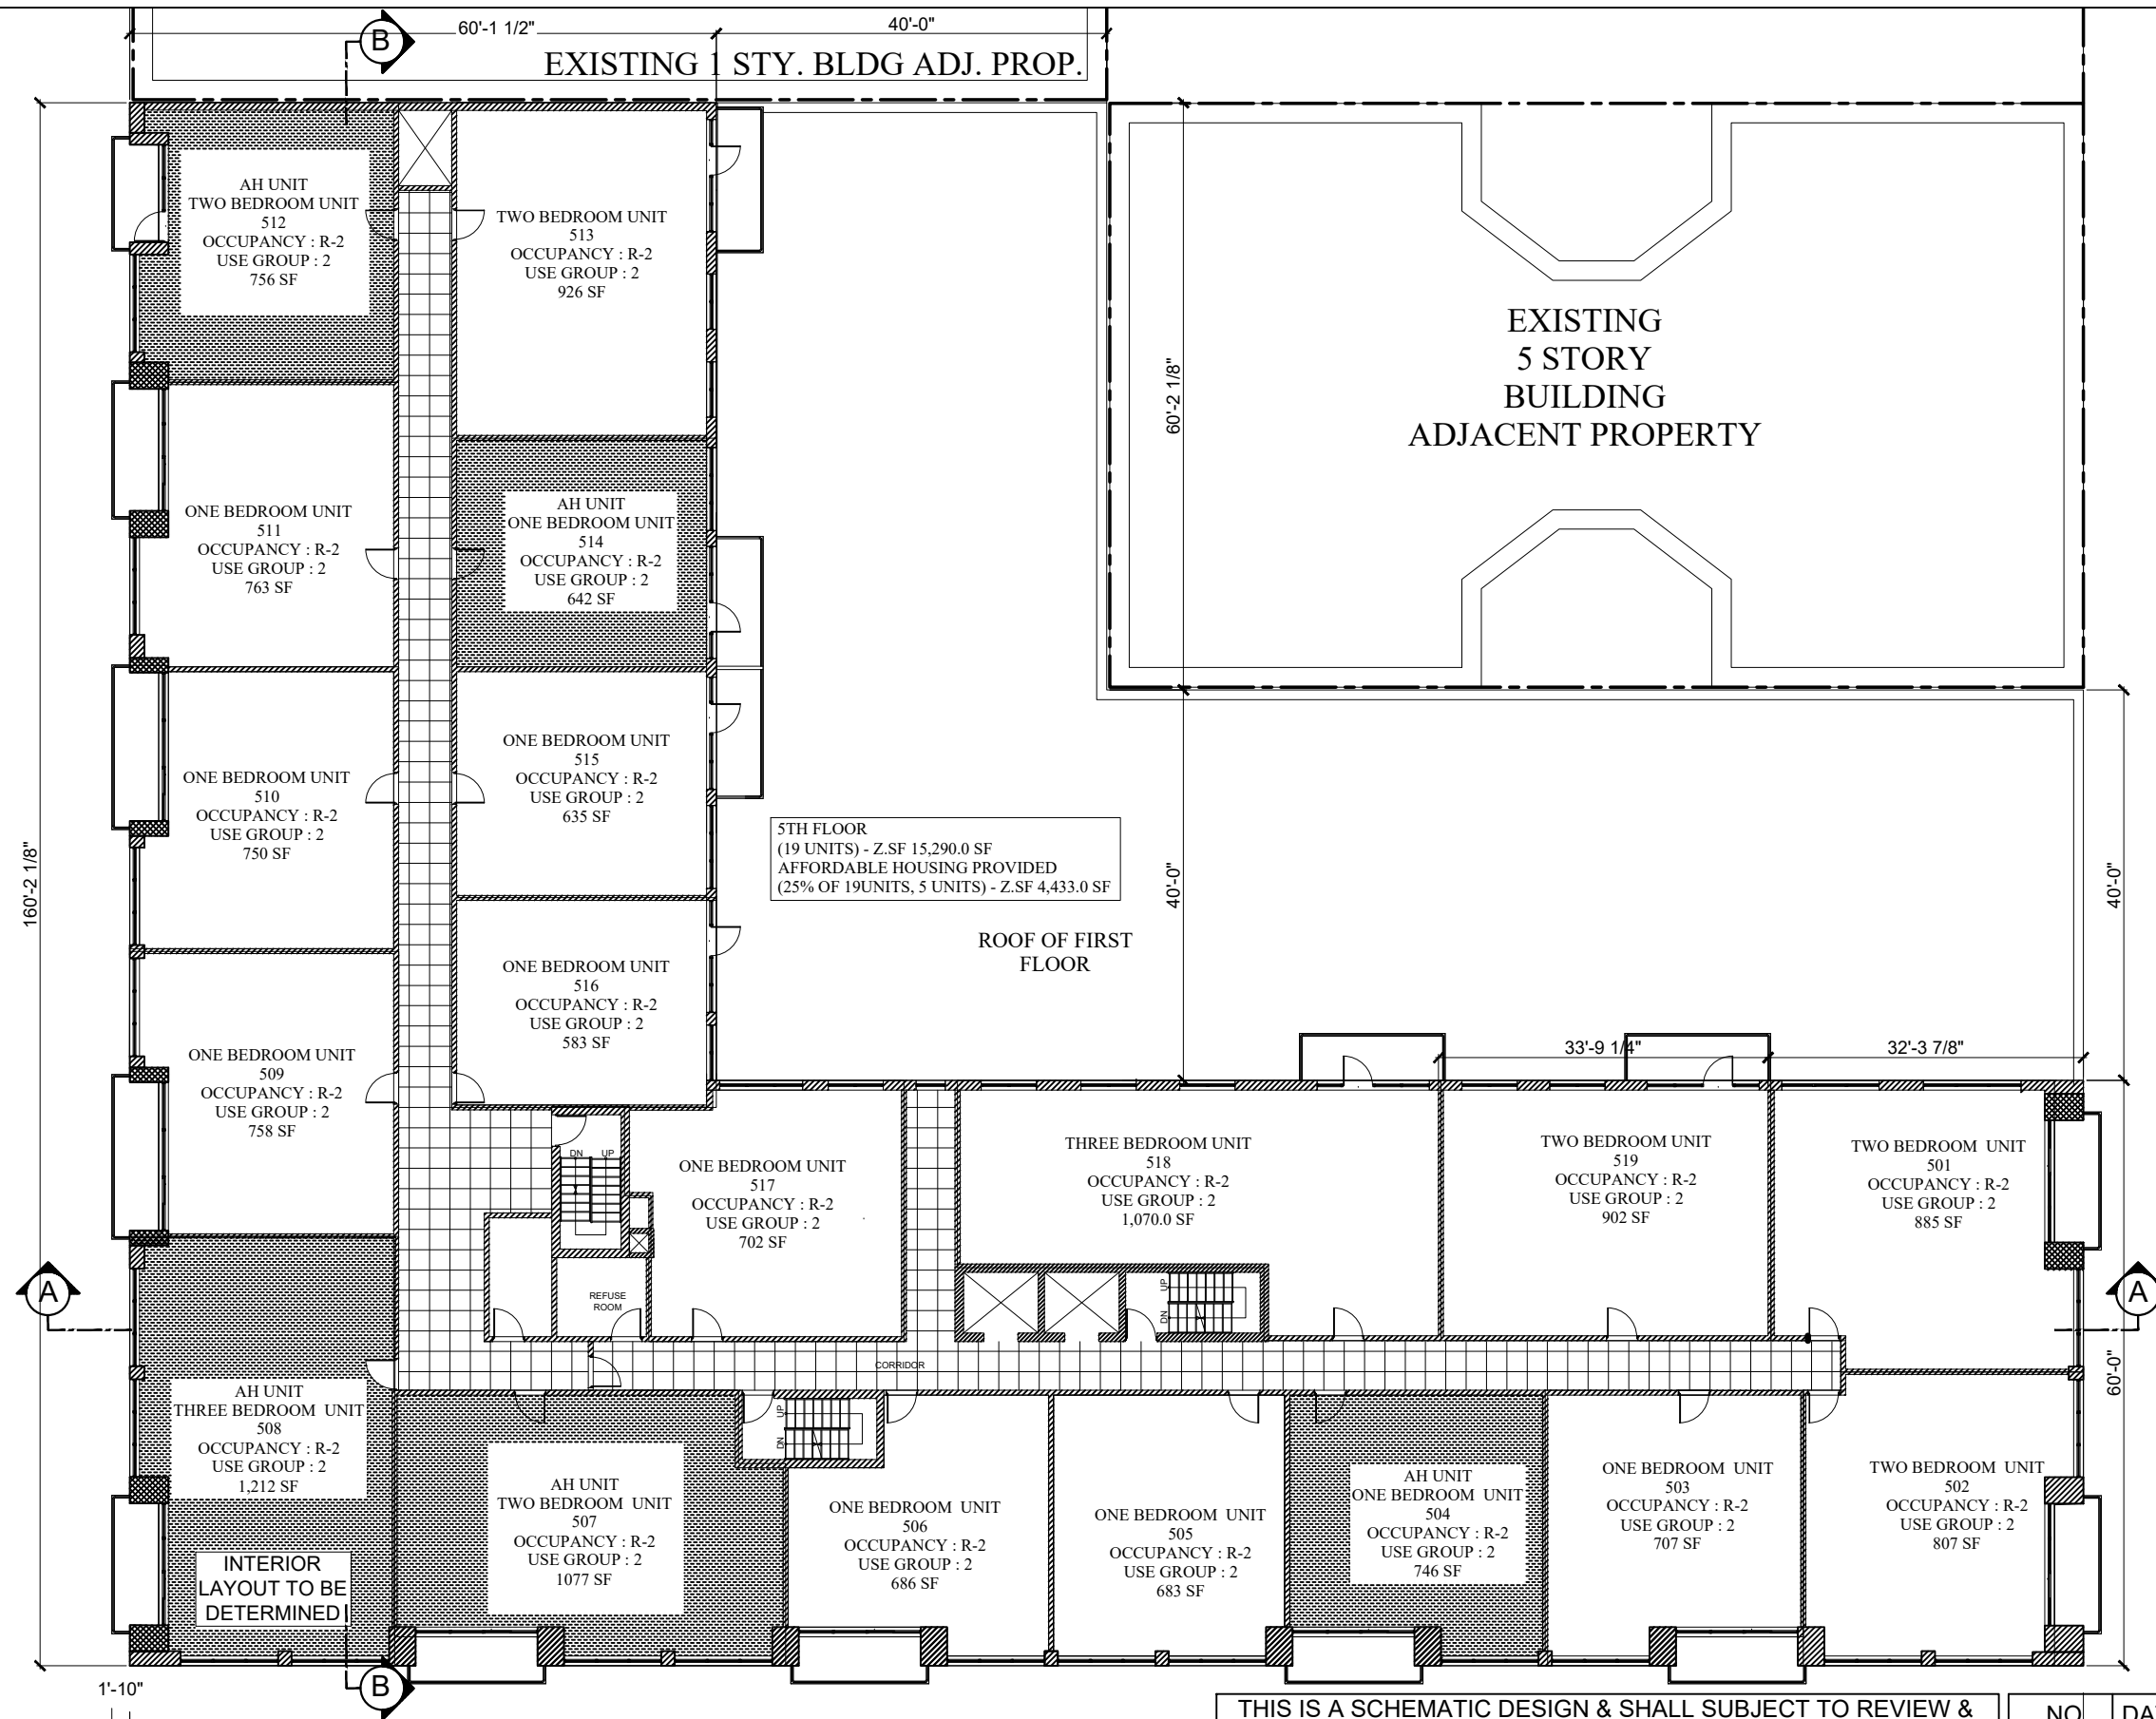 60'-1 1/2"
40'-0"
B
EXISTING 1 STY. BLDG ADJ. PROP.
AH UNIT
TWO BEDROOM UNIT
512
OCCUPANCY : R-2
USE GROUP : 2
756 SF
TWO BEDROOM UNIT
513
OCCUPANCY : R-2
USE GROUP : 2
926 SF
EXISTING
5 STORY
BUILDING
ADJACENT PROPERTY
60'-2 1/8"
ONE BEDROOM UNIT
511
OCCUPANCY : R-2
USE GROUP : 2
763 SF
AH UNIT
ONE BEDROOM UNIT
514
OCCUPANCY : R-2
USE GROUP : 2
642 SF
ONE BEDROOM UNIT
510
OCCUPANCY : R-2
USE GROUP : 2
750 SF
ONE BEDROOM UNIT
515
OCCUPANCY : R-2
USE GROUP : 2
635 SF
5TH FLOOR
(19 UNITS) - Z.SF 15,290.0 SF
AFFORDABLE HOUSING PROVIDED
(25% OF 19UNITS, 5 UNITS) - Z.SF 4,433.0 SF
160'-2 1/8"
40'-0"
40'-0"
ROOF OF FIRST
FLOOR
ONE BEDROOM UNIT
516
OCCUPANCY : R-2
USE GROUP : 2
583 SF
ONE BEDROOM UNIT
509
OCCUPANCY : R-2
USE GROUP : 2
758 SF
33'-9 1/4"
32'-3 7/8"
DN
UP
ONE BEDROOM UNIT
517
OCCUPANCY : R-2
USE GROUP : 2
702 SF
THREE BEDROOM UNIT
518
OCCUPANCY : R-2
USE GROUP : 2
1,070.0 SF
TWO BEDROOM UNIT
519
OCCUPANCY : R-2
USE GROUP : 2
902 SF
TWO BEDROOM UNIT
501
OCCUPANCY : R-2
USE GROUP : 2
885 SF
A
REFUSE
ROOM
UP
DN
A
CORRIDOR
60'-0"
AH UNIT
THREE BEDROOM UNIT
508
OCCUPANCY : R-2
USE GROUP : 2
1,212 SF
INTERIOR
LAYOUT TO BE
DETERMINED
AH UNIT
TWO BEDROOM UNIT
507
OCCUPANCY : R-2
USE GROUP : 2
1077 SF
UP
DN
ONE BEDROOM UNIT
506
OCCUPANCY : R-2
USE GROUP : 2
686 SF
ONE BEDROOM UNIT
505
OCCUPANCY : R-2
USE GROUP : 2
683 SF
AH UNIT
ONE BEDROOM UNIT
504
OCCUPANCY : R-2
USE GROUP : 2
746 SF
ONE BEDROOM UNIT
503
OCCUPANCY : R-2
USE GROUP : 2
707 SF
TWO BEDROOM UNIT
502
OCCUPANCY : R-2
USE GROUP : 2
807 SF
1'-10"
B
THIS IS A SCHEMATIC DESIGN & SHALL SUBJECT TO REVIEW &
NO